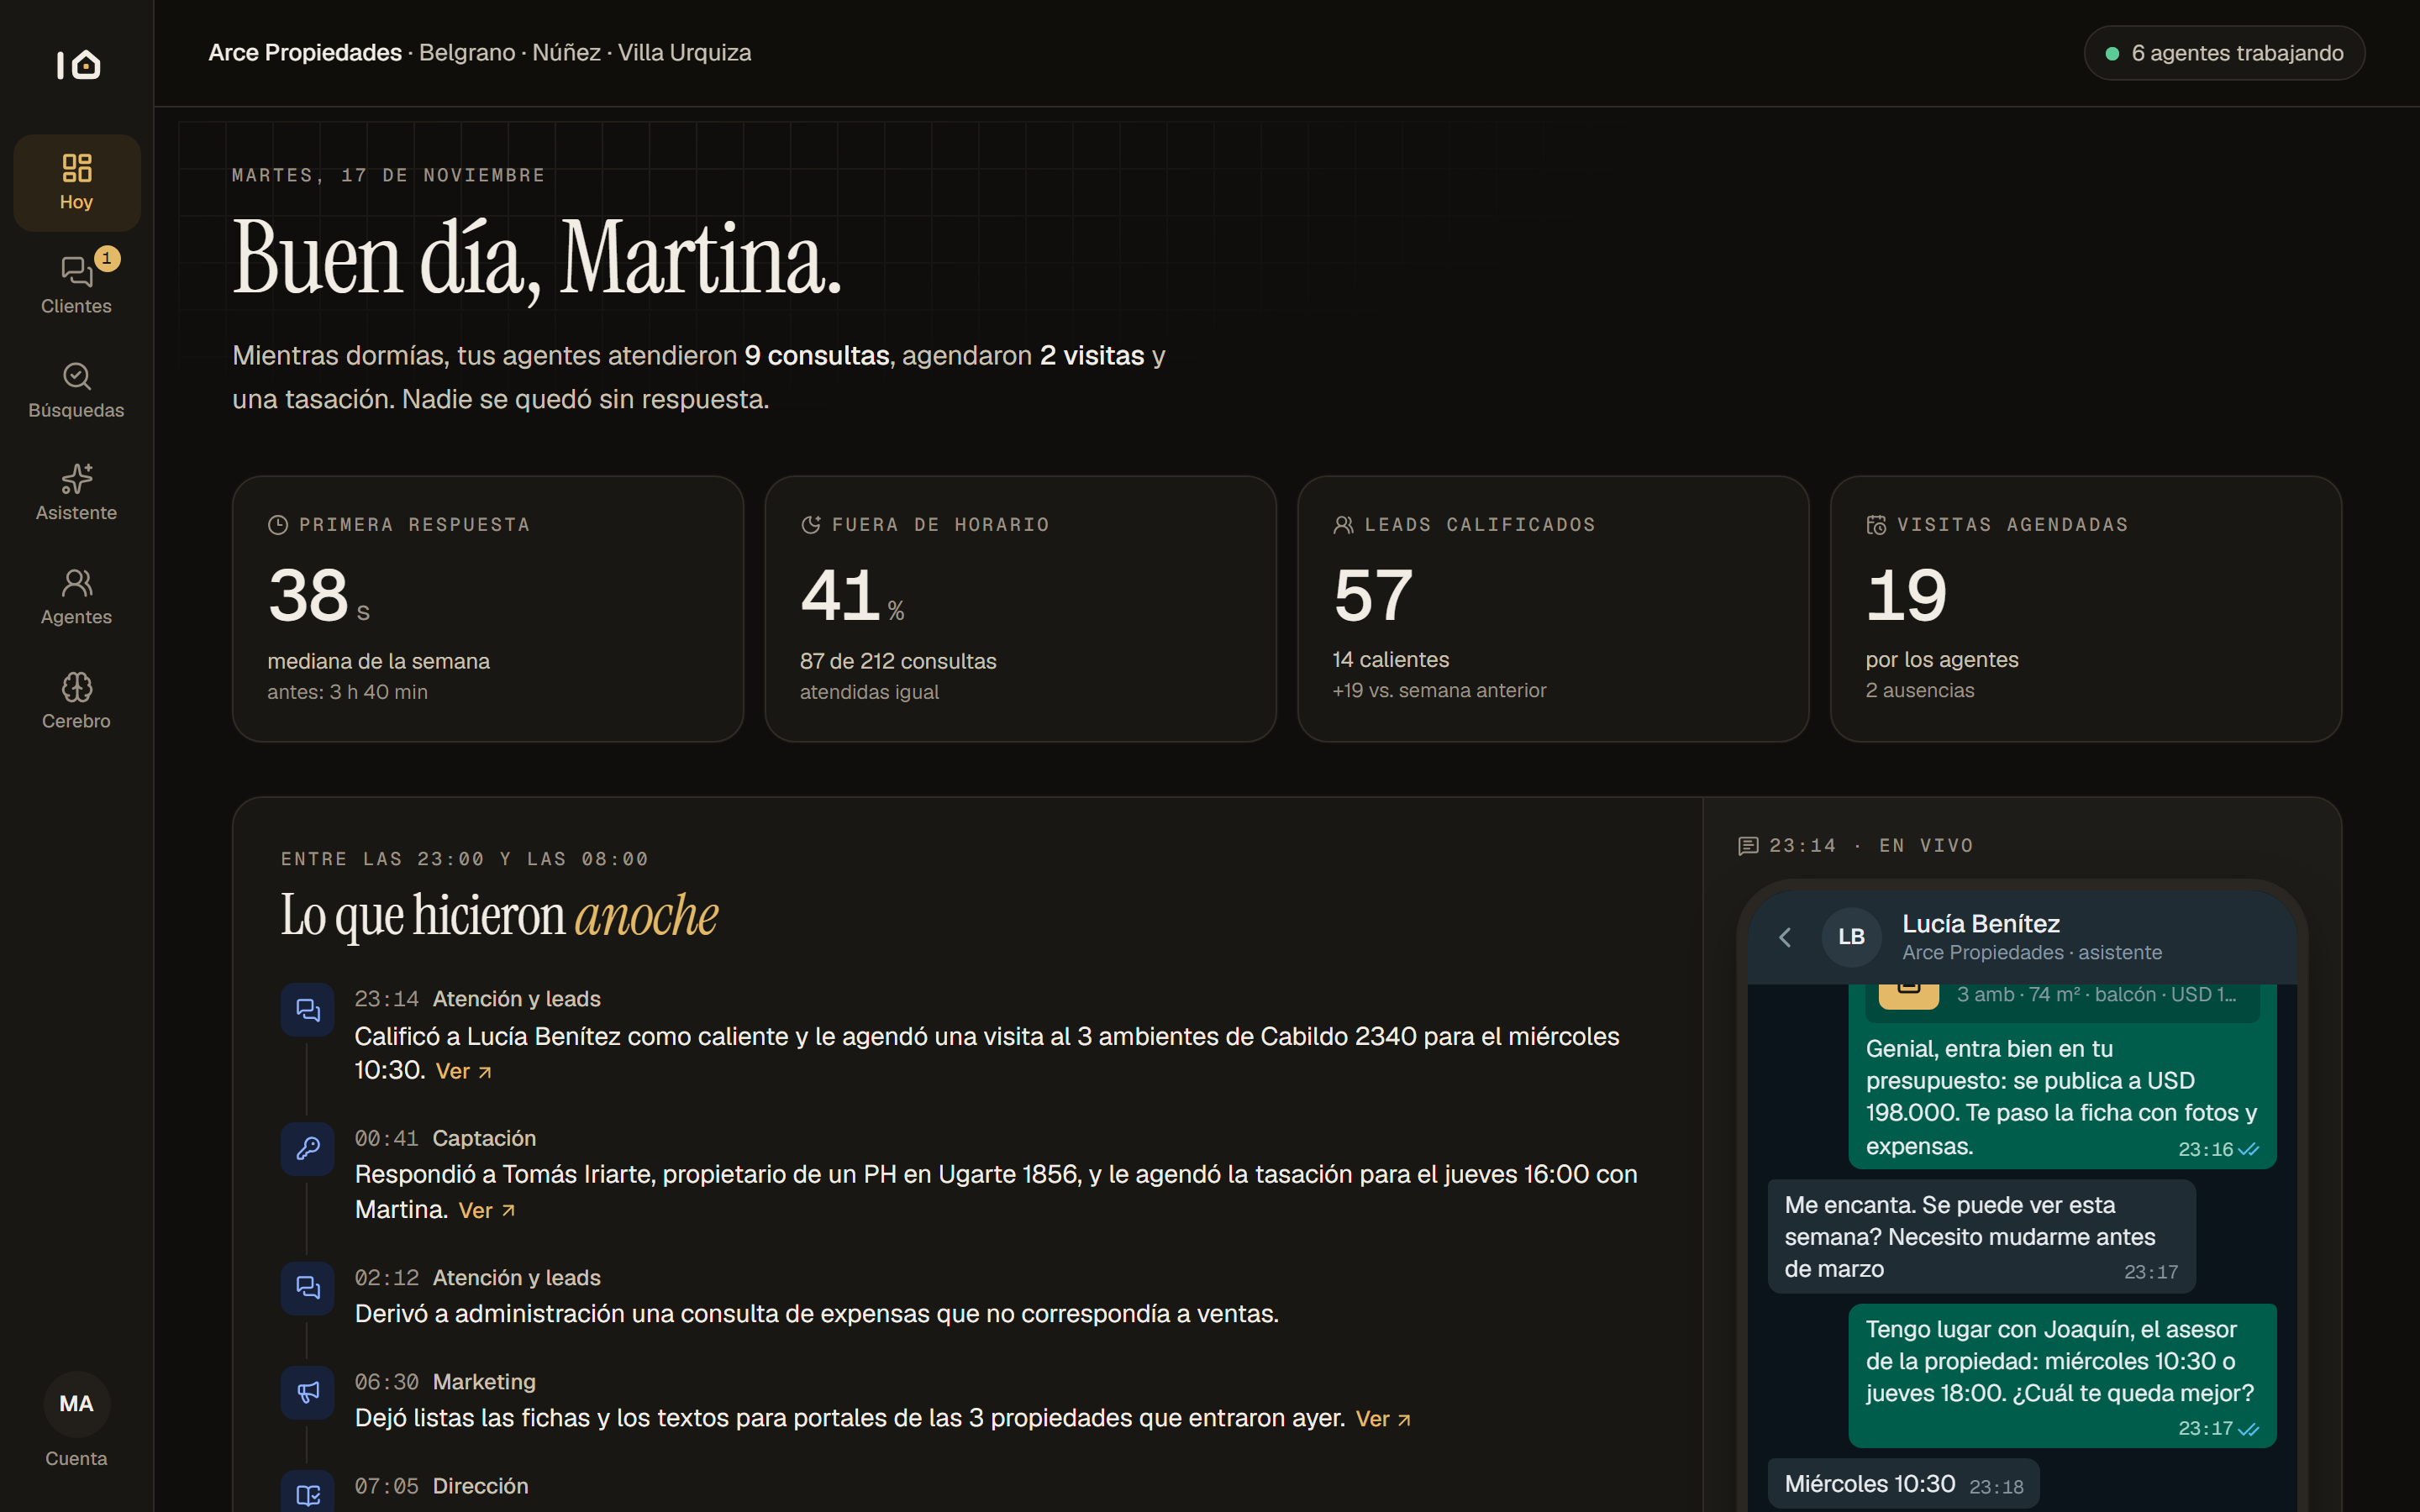 Arce Propiedades · Belgrano · Núñez · Villa Urquiza
6 agentes trabajando
Hoy
1
Clientes
Búsquedas
Asistente
Agentes
Cerebro
MA
Cuenta
MARTES, 17 DE NOVIEMBRE
Buen día, Martina.
Mientras dormías, tus agentes atendieron 9 consultas, agendaron 2 visitas y
una tasación. Nadie se quedó sin respuesta.
PRIMERA RESPUESTA
38 s
mediana de la semana
antes: 3 h 40 min
FUERA DE HORARIO
41 %
87 de 212 consultas
atendidas igual
LEADS CALIFICADOS
57
14 calientes
+19 vs. semana anterior
VISITAS AGENDADAS
19
por los agentes
2 ausencias
ENTRE LAS 23:00 Y LAS 08:00
Lo que hicieron anoche
23:14 Atención y leads
Calificó a Lucía Benítez como caliente y le agendó una visita al 3 ambientes de Cabildo 2340 para el miércoles
10:30. Ver
00:41 Captación
Respondió a Tomás Iriarte, propietario de un PH en Ugarte 1856, y le agendó la tasación para el jueves 16:00 con
Martina. Ver
02:12 Atención y leads
Derivó a administración una consulta de expensas que no correspondía a ventas.
06:30 Marketing
Dejó listas las fichas y los textos para portales de las 3 propiedades que entraron ayer. Ver
07:05 Dirección
23:14 · EN VIVO
LB
Lucía Benítez
Arce Propiedades · asistente
3 amb · 74 m² · balcón · USD 1...
Genial, entra bien en tu
presupuesto: se publica a USD
198.000. Te paso la ficha con fotos y
expensas. 23:16
Me encanta. Se puede ver esta
semana? Necesito mudarme antes
de marzo 23:17
Tengo lugar con Joaquín, el asesor
de la propiedad: miércoles 10:30 o
jueves 18:00. ¿Cuál te queda mejor?
23:17
Miércoles 10:30 23:18